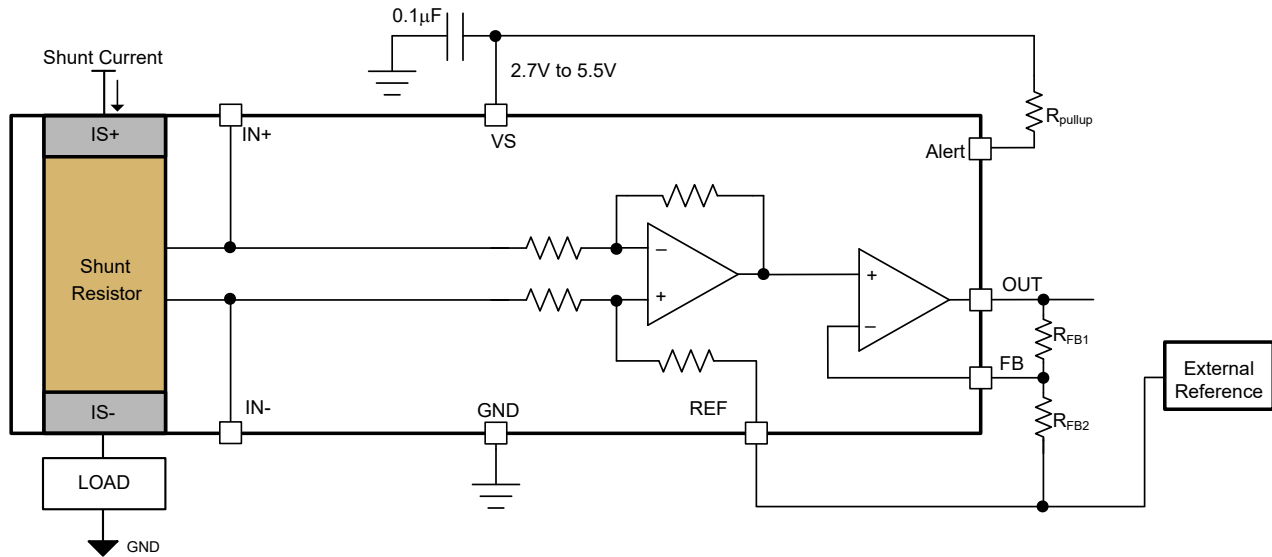 0.1μF
Shunt Current
2.7V to 5.5V
IS+
IN+
VS
Rpullup
Alert
–
Shunt
Resistor
+
+
OUT
–
RFB1
FB
External
Reference
IS-
IN-
GND
REF
RFB2
LOAD
GND